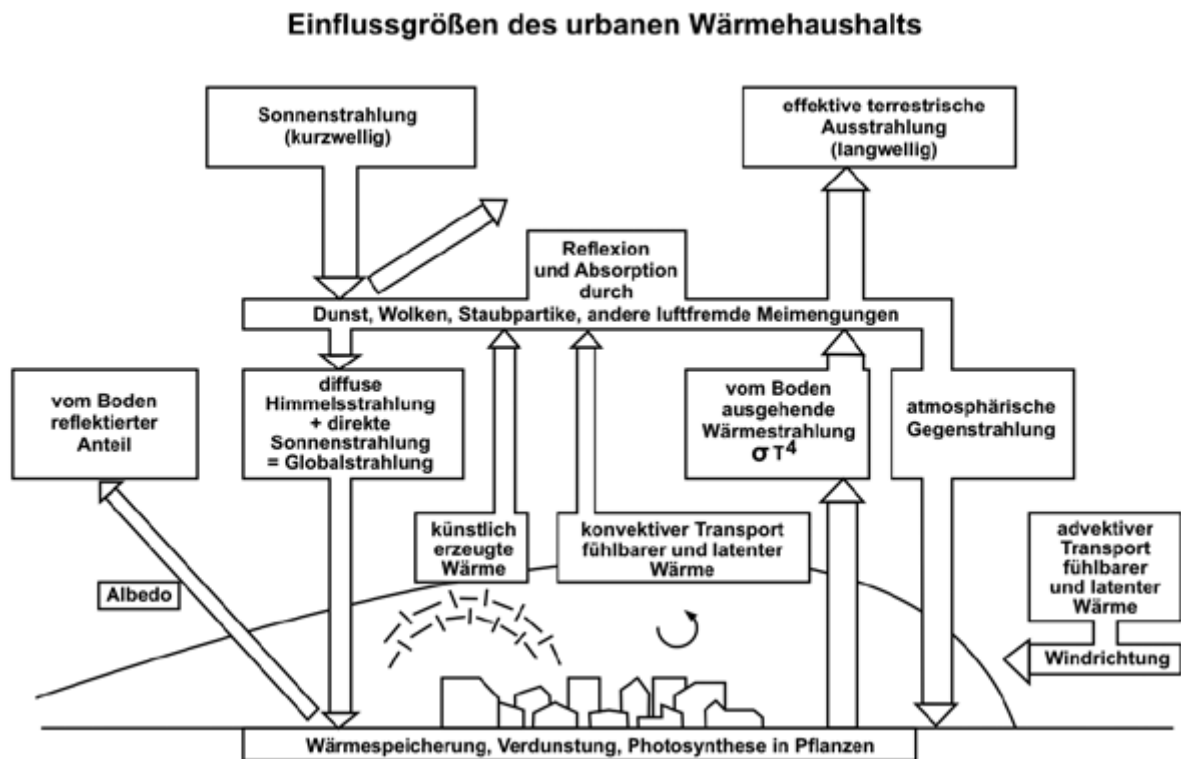 Einflussgrößen des urbanen Wärmehaushalts
Sonnenstrahlung
(kurzwellig)
effektive terrestrische
Ausstrahlung
(langwellig)
Reflexion
und Absorption
durch
Dunst, Wolken, Staubpartike, andere luftfremde Meimengungen
vom Boden
reflektierter
Anteil
diffuse
Himmelsstrahlung
+ direkte
Sonnenstrahlung
= Globalstrahlung
vom Boden
ausgehende
Wärmestrahlung
σ T⁴
atmosphärische
Gegenstrahlung
künstlich
erzeugte
Wärme
konvektiver Transport
fühlbarer und latenter
Wärme
advektiver
Transport
fühlbarer
und latenter
Wärme
Albedo
Windrichtung
Wärmespeicherung, Verdunstung, Photosynthese in Pflanzen